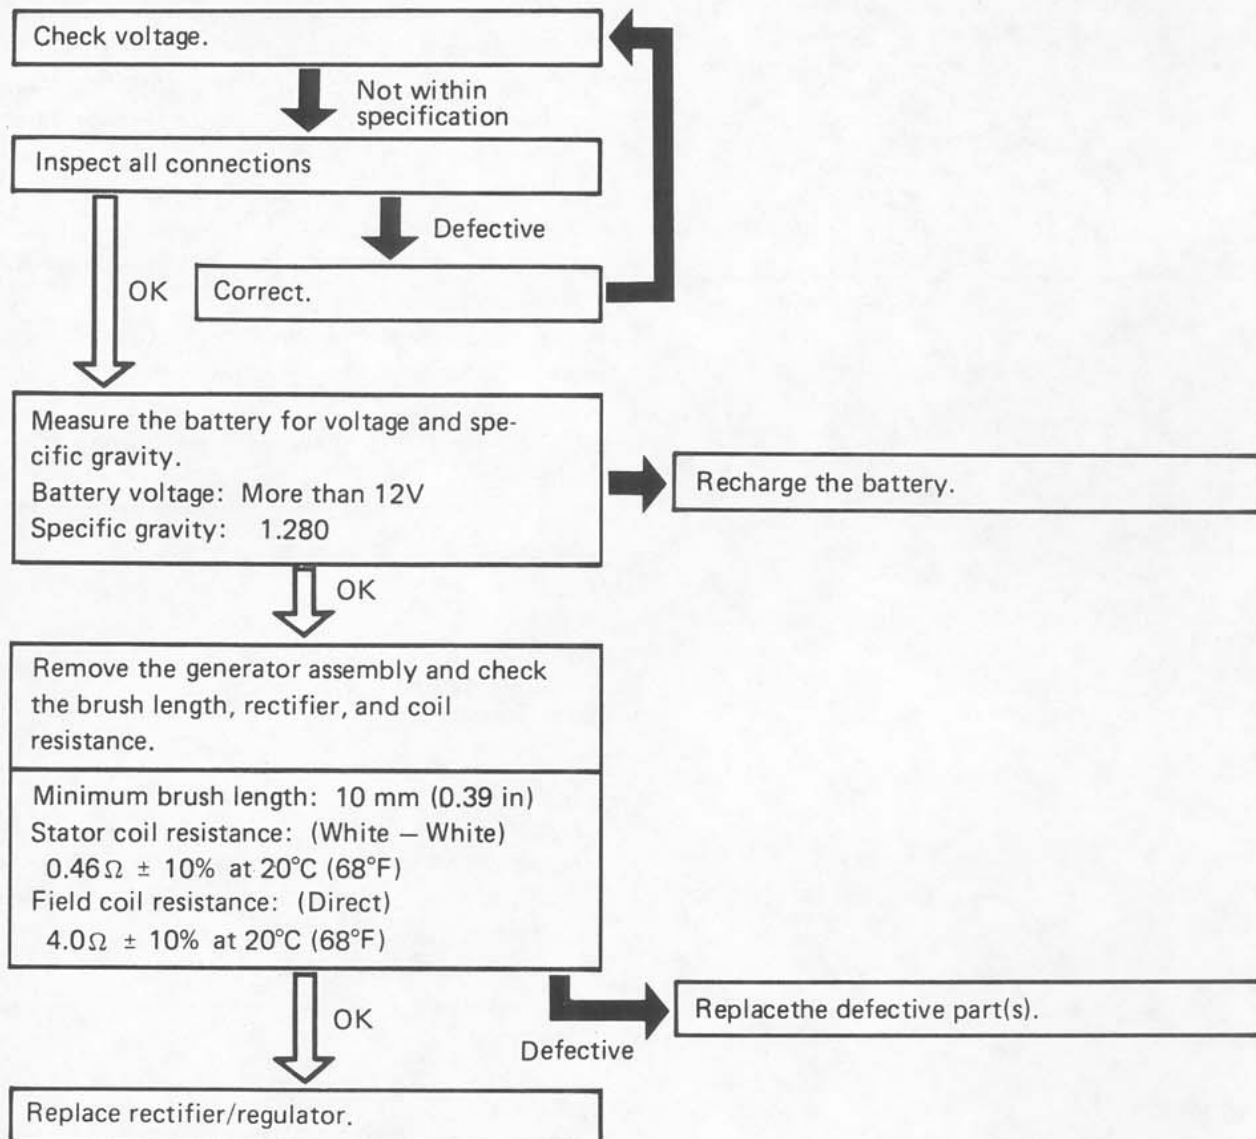 Check voltage.
Not within
specification
Inspect all connections
Defective
OK
Correct.
Measure the battery for voltage and spe-
cific gravity.
Battery voltage: More than 12V
Specific gravity: 1.280
Recharge the battery.
OK
Remove the generator assembly and check
the brush length, rectifier, and coil
resistance.
Minimum brush length: 10 mm (0.39 in)
Stator coil resistance: (White — White)
0.46Ω ± 10% at 20°C (68°F)
Field coil resistance: (Direct)
4.0Ω ± 10% at 20°C (68°F)
OK
Defective
Replacethe defective part(s).
Replace rectifier/regulator.